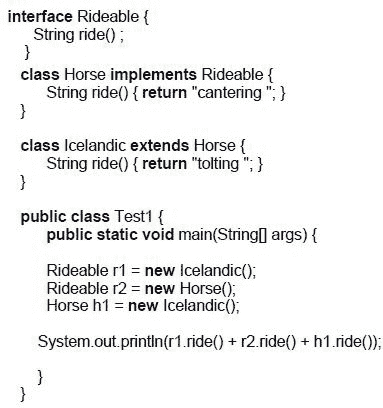 interface Rideable {
String ride() ;
}
class Horse implements Rideable {
String ride() { return "cantering "; }
}
class Icelandic extends Horse {
String ride() { return "tolting "; }
}
public class Test1 {
public static void main(String[] args) {
Rideable r1 = new Icelandic();
Rideable r2 = new Horse();
Horse h1 = new Icelandic();
System.out.println(r1.ride() + r2.ride() + h1.ride());
}
}